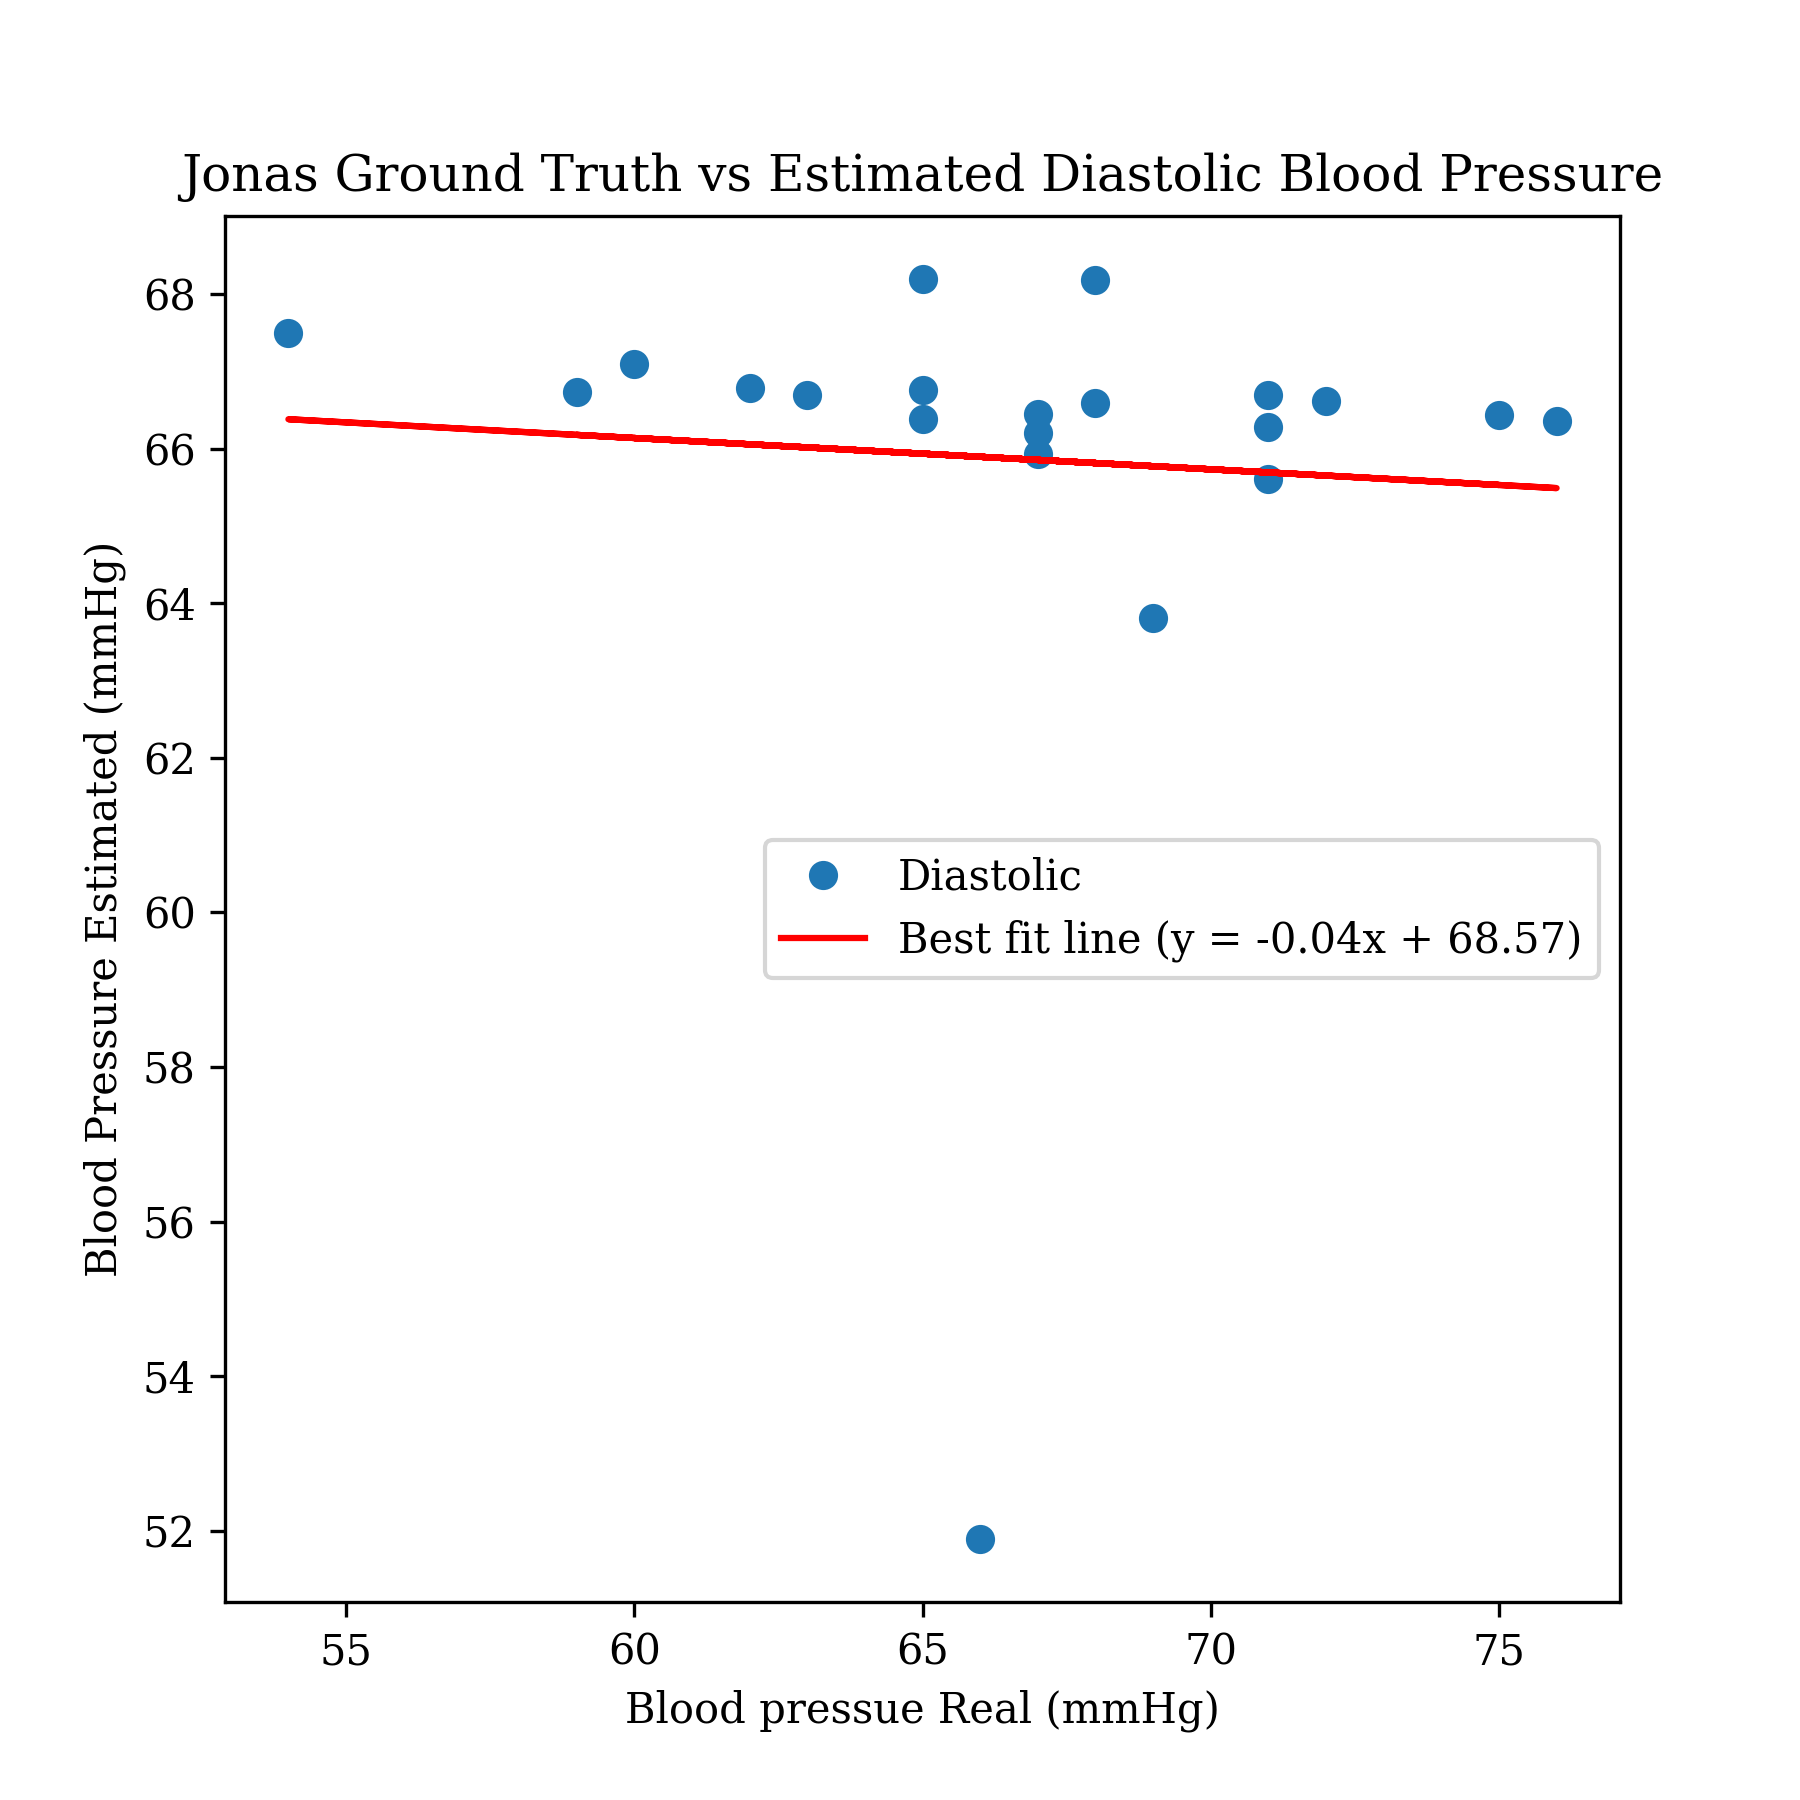 Jonas Ground Truth vs Estimated Diastolic Blood Pressure
68
66
64
62
60
58
56
54
52
Blood Pressure Estimated (mmHg)
Diastolic
Best fit line (y = -0.04x + 68.57)
55 60 65 70 75
Blood pressue Real (mmHg)